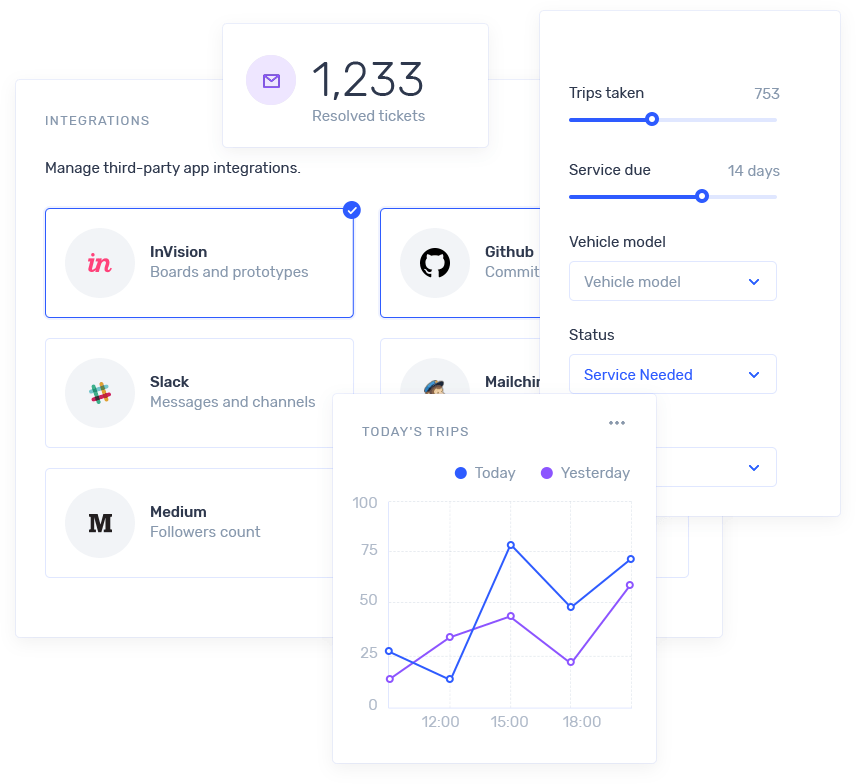 1,233
Resolved tickets
INTEGRATIONS
Manage third-party app integrations.
in
InVision
Boards and prototypes
Github
Slack
Messages and channels
M
Medium
Followers count
Trips taken
753
Service due
14 days
Vehicle model
Vehicle model
Status
Service Needed
TODAY'S TRIPS
Today
Yesterday
100
75
50
25
0
12:00
15:00
18:00